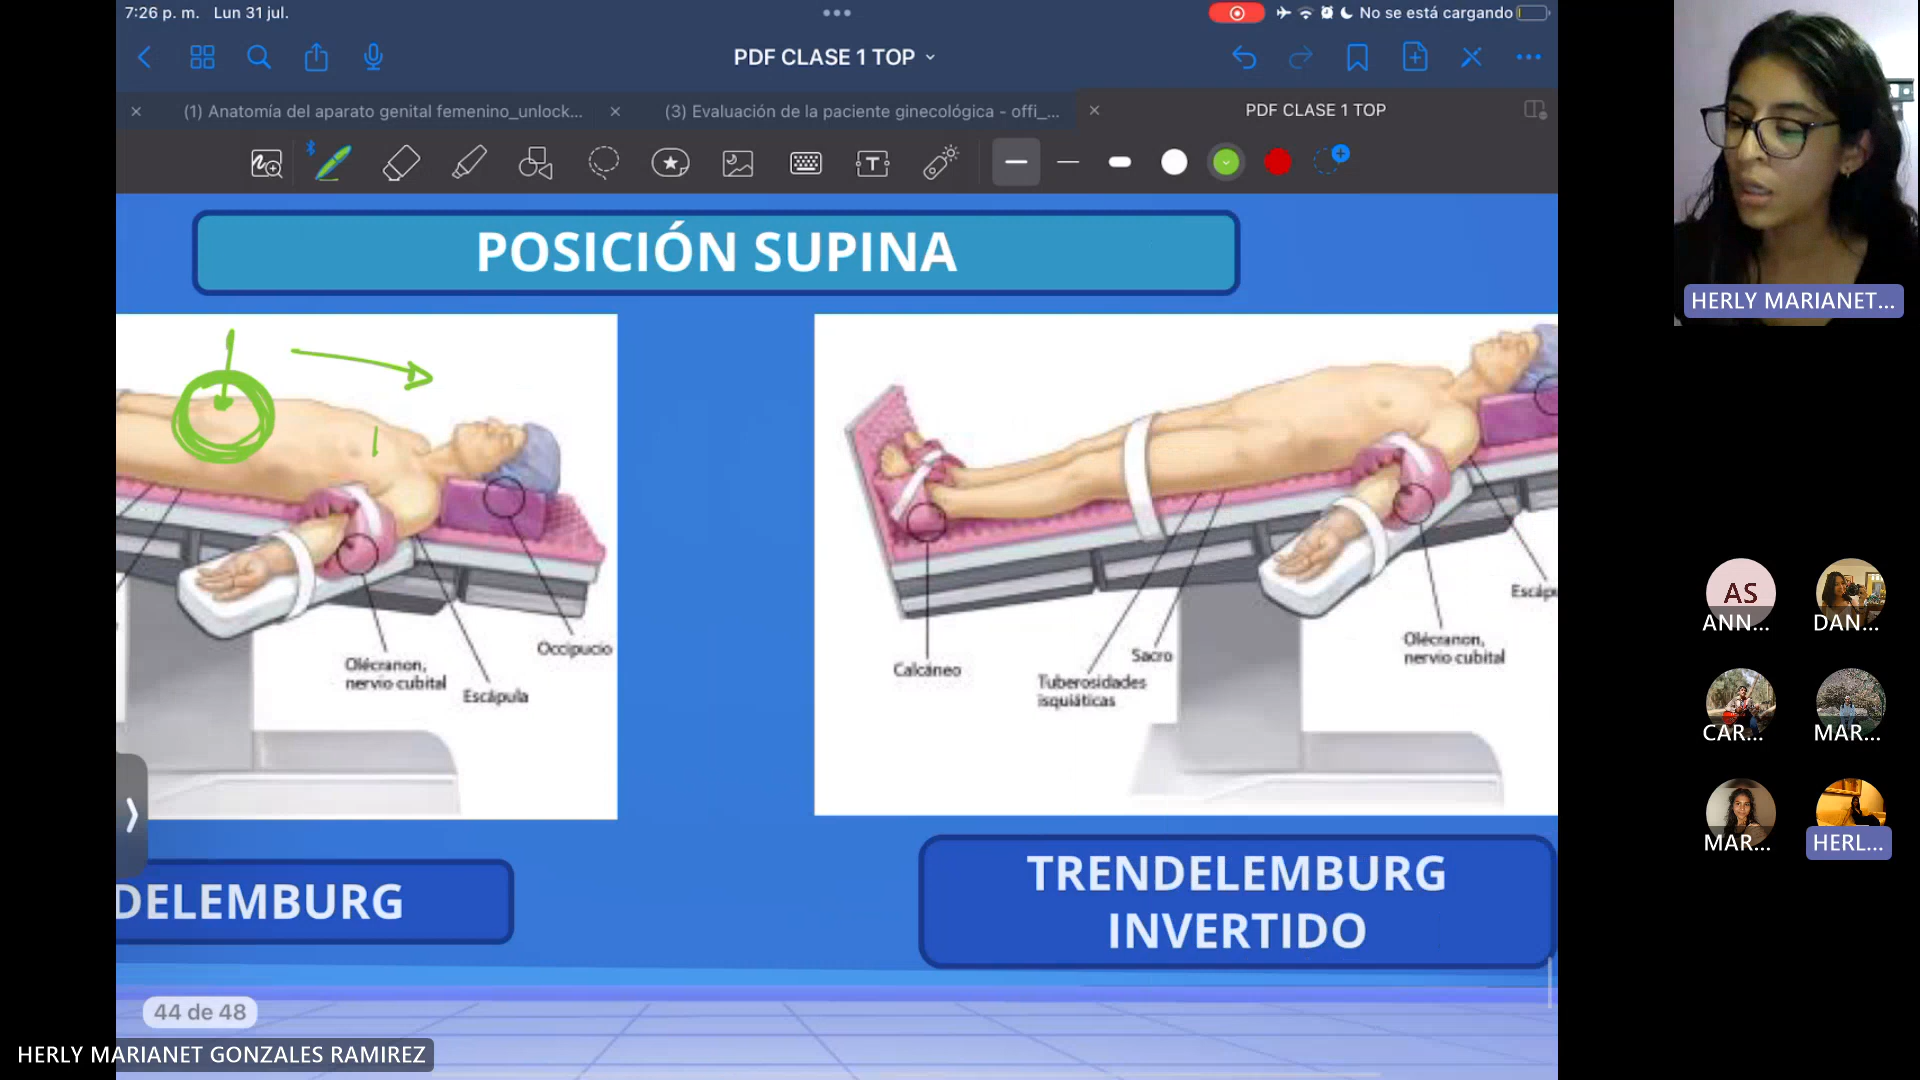 7:26 p. m. Lun 31 jul.
No se está cargando
PDF CLASE 1 TOP
(1) Anatomía del aparato genital femenino_unlock...
(3) Evaluación de la paciente ginecológica - offi_...
PDF CLASE 1 TOP
POSICIÓN SUPINA
Occipucio
Olécranon,
nervio cubital
Escápula
Calcáneo
Sacro
Tuberosidades
isquiáticas
Olécranon,
nervio cubital
Escáp
DELEMBURG
TRENDELEMBURG
INVERTIDO
44 de 48
HERLY MARIANET GONZALES RAMIREZ
HERLY MARIANET...
AS
ANN...
DAN...
CAR...
MAR...
MAR...
HERL...